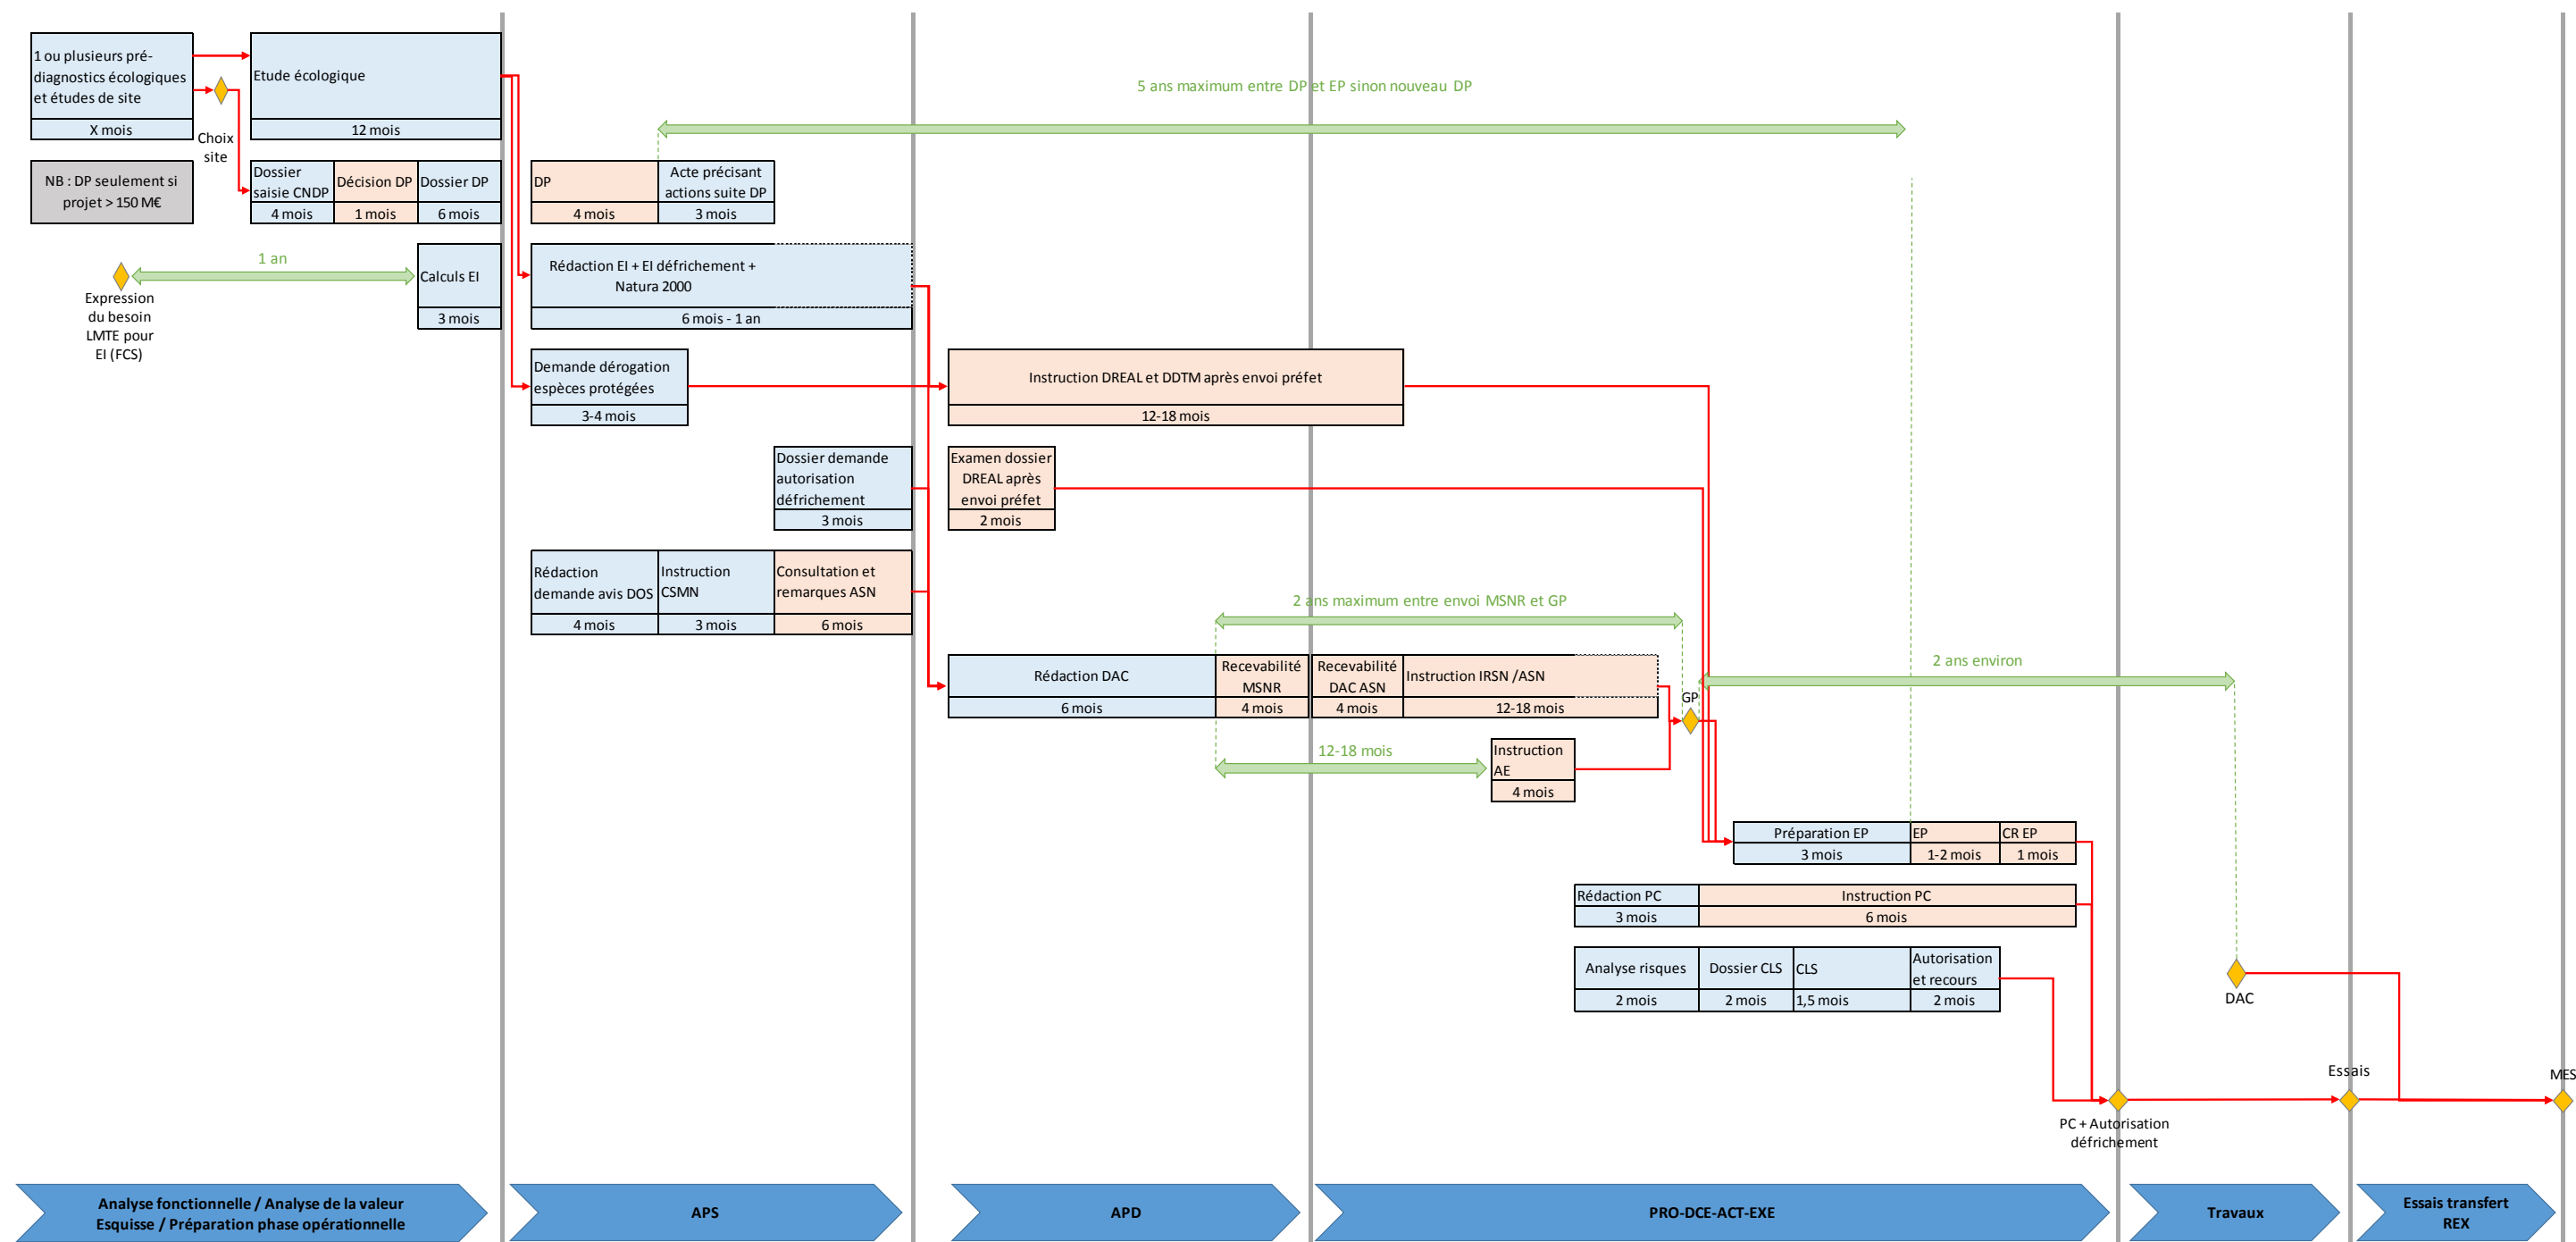 1 ou plusieurs pré-
diagnostics écologiques
et études de site
X mois
Etude écologique
12 mois
Choix
site
5 ans maximum entre DP et EP sinon nouveau DP
NB : DP seulement si
projet > 150 M€
Dossier
saisie CNDP
4 mois
Décision DP
1 mois
Dossier DP
6 mois
DP
4 mois
Acte précisant
actions suite DP
3 mois
1 an
Expression
du besoin
LMTE pour
EI (FCS)
Calculs EI
3 mois
Rédaction EI + EI défrichement +
Natura 2000
6 mois - 1 an
Demande dérogation
espèces protégées
3-4 mois
Instruction DREAL et DDTM après envoi préfet
12-18 mois
Dossier demande
autorisation
défrichement
3 mois
Examen dossier
DREAL après
envoi préfet
2 mois
Rédaction
demande avis DOS
4 mois
Instruction
CSMN
3 mois
Consultation et
remarques ASN
6 mois
2 ans maximum entre envoi MSNR et GP
Rédaction DAC
6 mois
Recevabilité
MSNR
4 mois
Recevabilité
DAC ASN
4 mois
Instruction IRSN /ASN
12-18 mois
GP
2 ans environ
12-18 mois
Instruction
AE
4 mois
Préparation EP
3 mois
EP
1-2 mois
CR EP
1 mois
Rédaction PC
3 mois
Instruction PC
6 mois
Analyse risques
2 mois
Dossier CLS
2 mois
CLS
1,5 mois
Autorisation
et recours
2 mois
DAC
Essais
MES
PC + Autorisation
défrichement
Analyse fonctionnelle / Analyse de la valeur
Esquisse / Préparation phase opérationnelle
APS
APD
PRO-DCE-ACT-EXE
Travaux
Essais transfert
REX